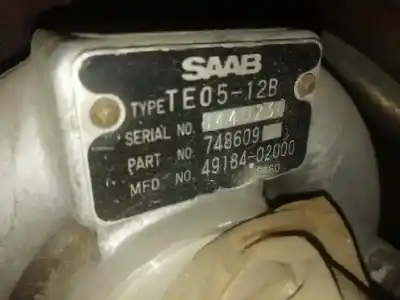 SAAB
TYPE TE05-12B
SERIAL NO.
PART NO. 748609
MFD NO. 49184-02000